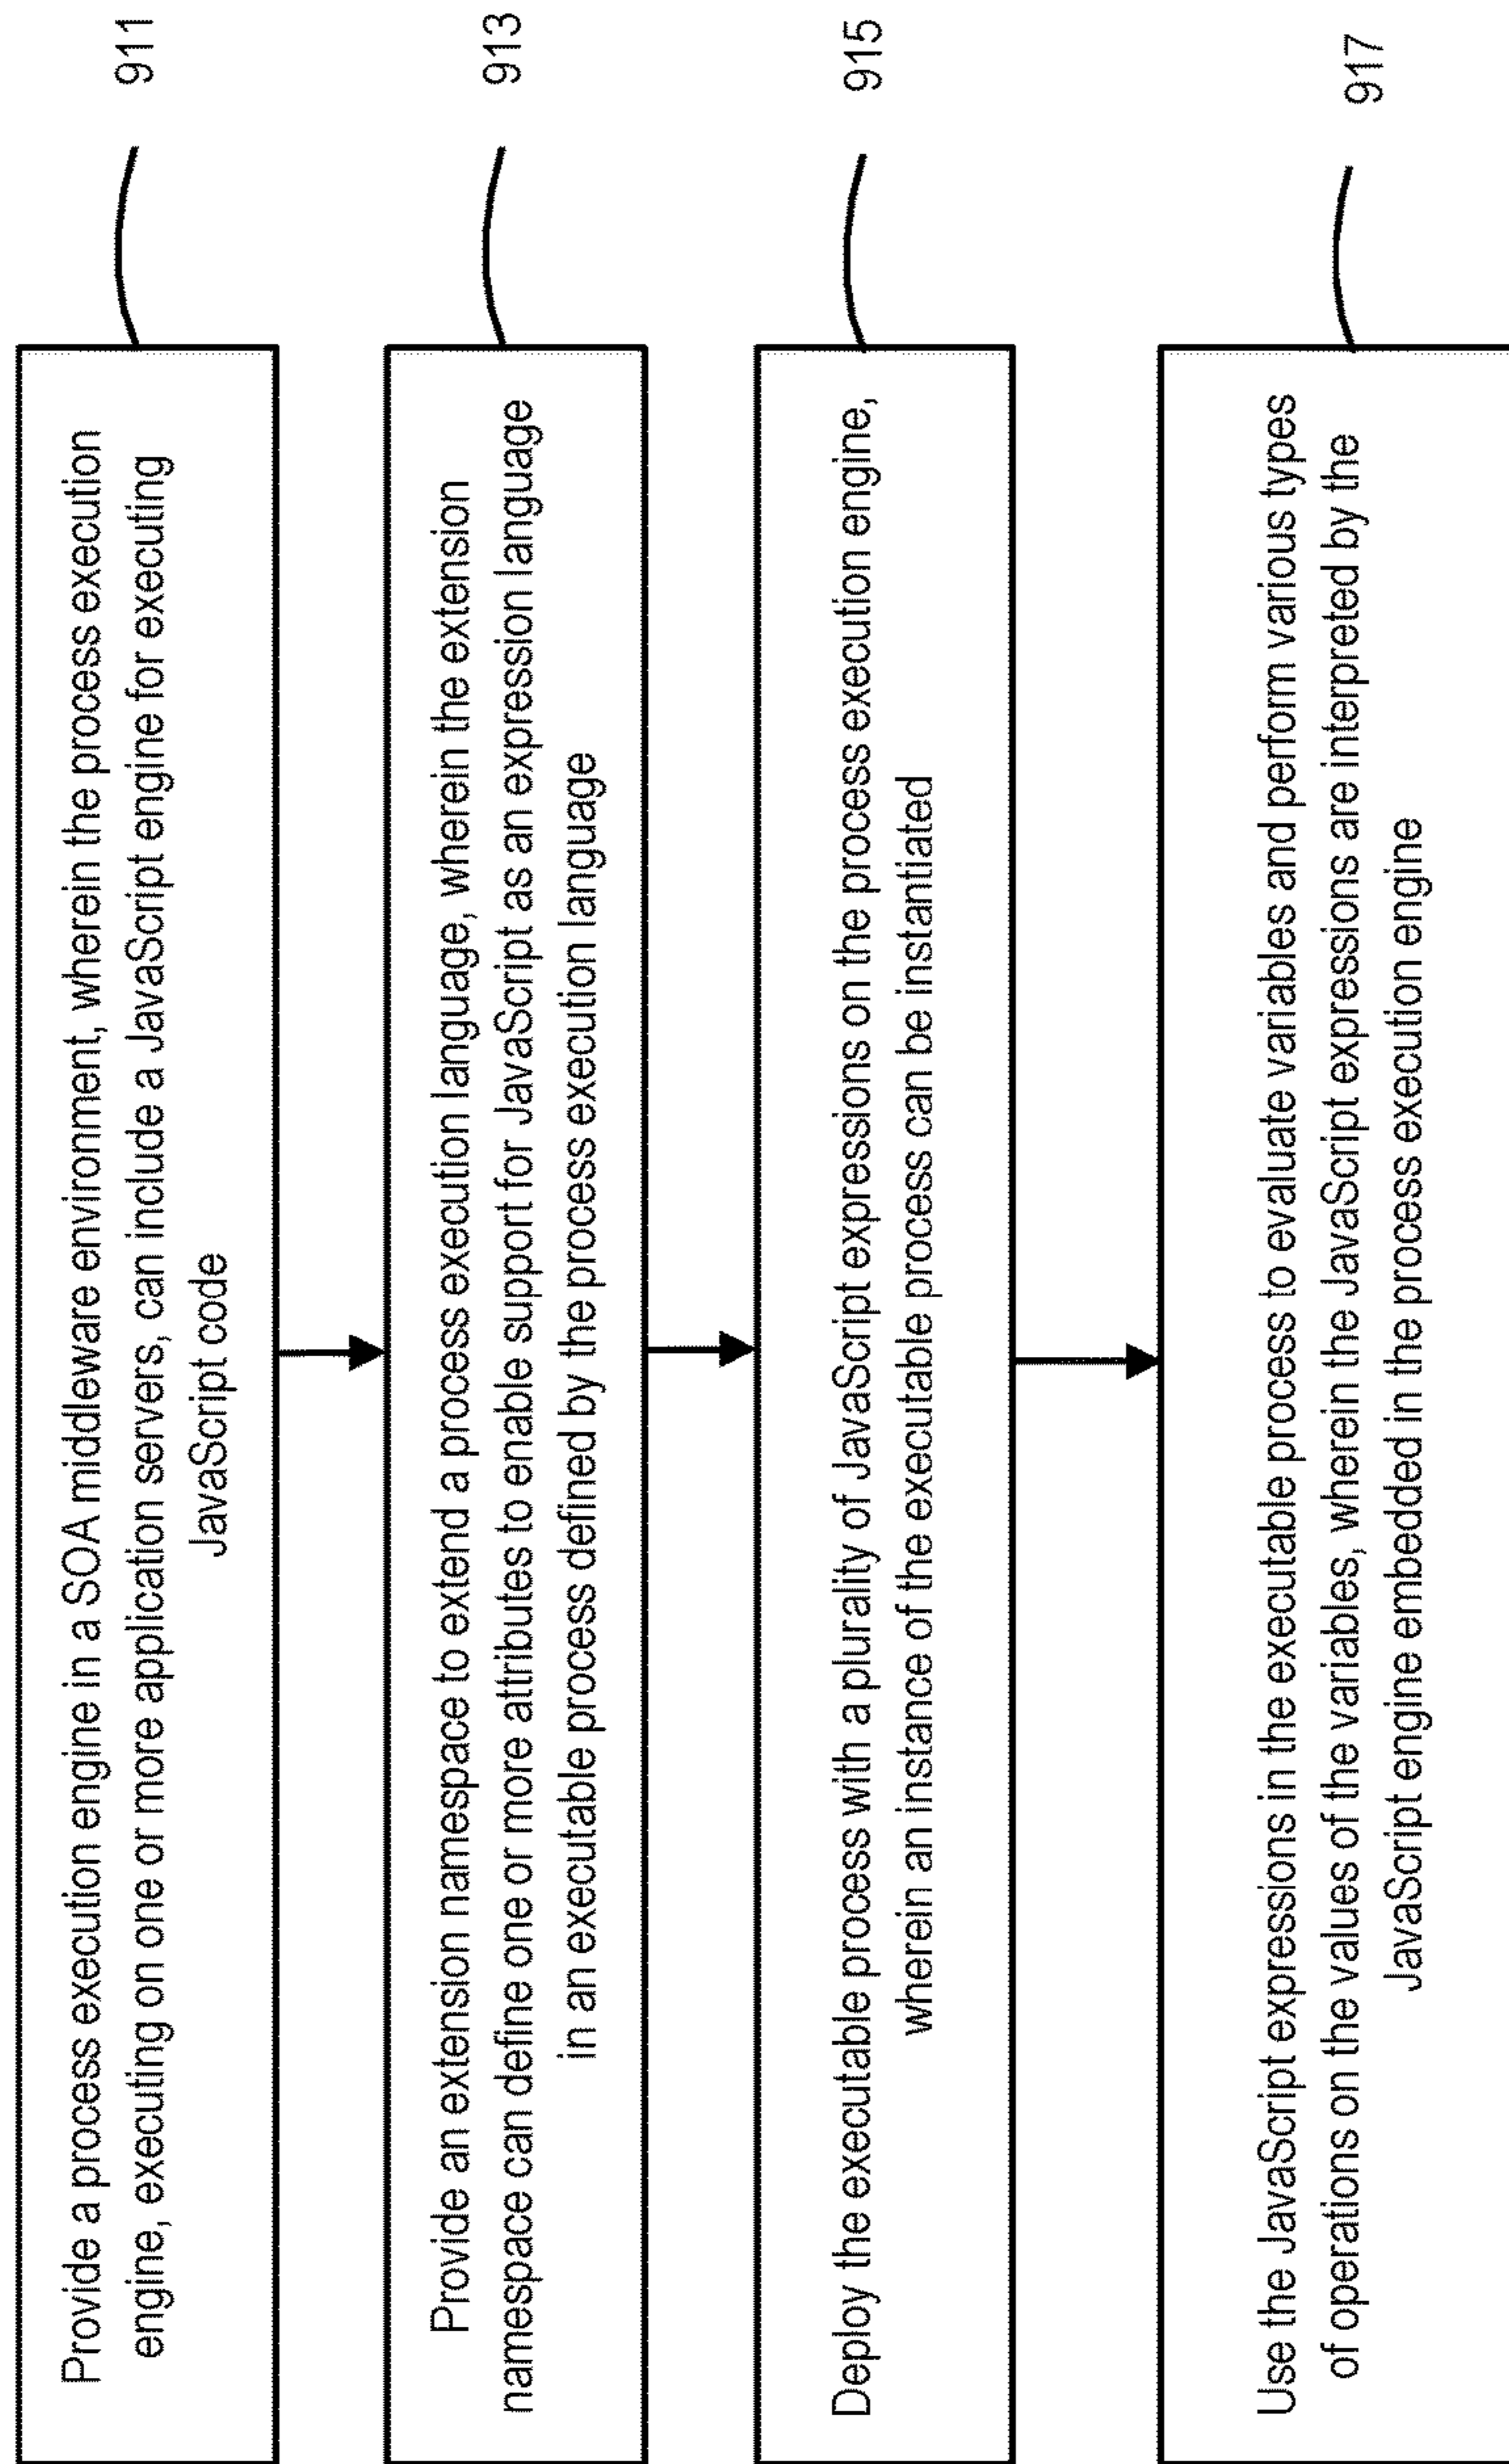 Provide a process execution engine in a SOA middleware environment, wherein the process execution
engine, executing on one or more application servers, can include a JavaScript engine for executing
JavaScript code
911
Provide an extension namespace to extend a process execution language, wherein the extension
namespace can define one or more attributes to enable support for JavaScript as an expression language
in an executable process defined by the process execution language
913
Deploy the executable process with a plurality of JavaScript expressions on the process execution engine,
wherein an instance of the executable process can be instantiated
915
Use the JavaScript expressions in the executable process to evaluate variables and perform various types
of operations on the values of the variables, wherein the JavaScript expressions are interpreted by the
JavaScript engine embedded in the process execution engine
917